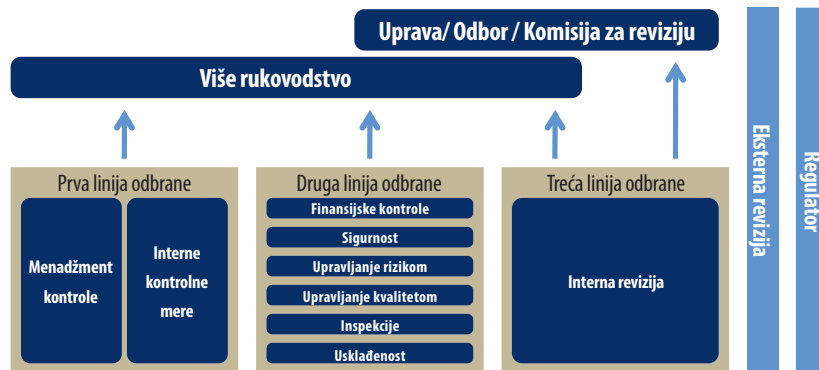 Uprava/ Odbor / Komisija za reviziju
Više rukovodstvo
Prva linija odbrane
Menadžment
kontrole
Interne
kontrolne
mere
Druga linija odbrane
Finansijske kontrole
Sigurnost
Upravljanje rizikom
Upravljanje kvalitetom
Inspekcije
Usklađenost
Treća linija odbrane
Interna revizija
Eksterna revizija
Regulator